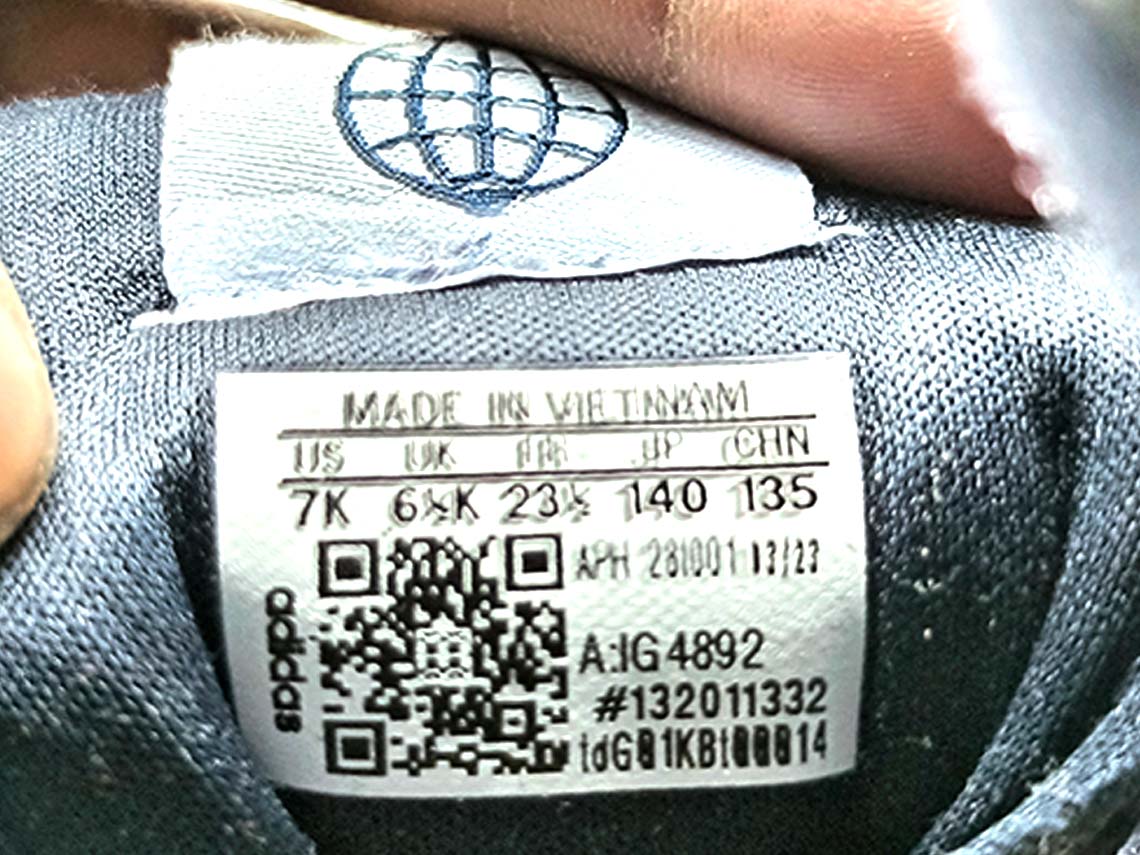 MADE IN VIETNAM
US UK FR JP CHN
7K 6½K 23½ 140 135
APH 281001 13/23
A:IG4892
#132011332
adidas